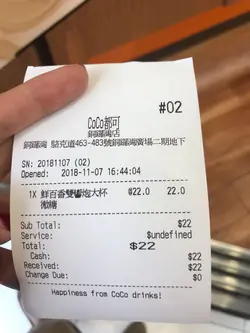 #02
CoCo都可
銅鑼灣店
銅鑼灣 駱克道463-483號銅鑼灣廣場二期地下
SN: 20181107 (02)
Opened: 2018-11-07 16:44:04
1X 鮮百香雙響炮大杯 $22.0 22.0
微糖
Sub Total: $22
Service: $undefined
Total: $22
Cash: $22
Received: $22
Change Due: $0
Happiness from CoCo drinks!